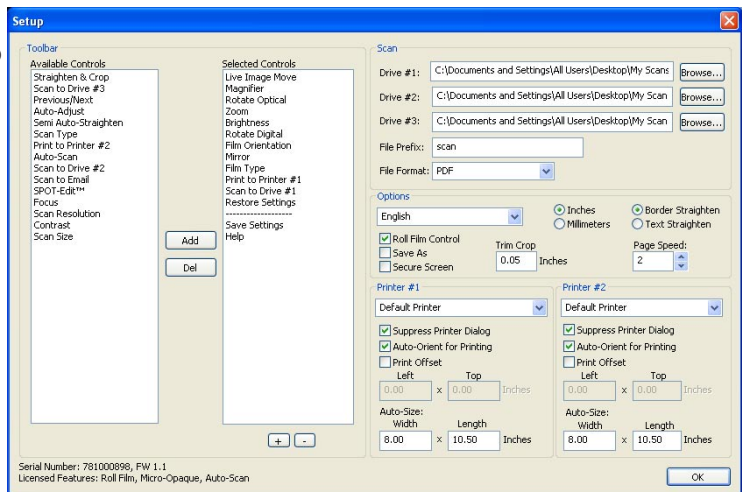 Setup
Toolbar
Available Controls
Straighten & Crop
Scan to Drive #3
Previous/Next
Auto-Adjust
Semi Auto-Straighten
Scan Type
Print to Printer #2
Auto-Scan
Scan to Drive #2
Scan to Email
SPOT-Edit™
Focus
Scan Resolution
Contrast
Scan Size
Add
Del
Selected Controls
Live Image Move
Magnifier
Rotate Optical
Zoom
Brightness
Rotate Digital
Film Orientation
Mirror
Film Type
Print to Printer #1
Scan to Drive #1
Restore Settings
------------------
Save Settings
Help
+ -
Scan
Drive #1: C:\Documents and Settings\All Users\Desktop\My Scans Browse...
Drive #2: C:\Documents and Settings\All Users\Desktop\My Scan Browse...
Drive #3: C:\Documents and Settings\All Users\Desktop\My Scan Browse...
File Prefix: scan
File Format: PDF
Options
English
Inches
Millimeters
Border Straighten
Text Straighten
Roll Film Control
Save As
Secure Screen
Trim Crop
0.05 Inches
Page Speed:
2
Printer #1
Default Printer
Suppress Printer Dialog
Auto-Orient for Printing
Print Offset
Left Top
0.00 x 0.00 Inches
Auto-Size:
Width Length
8.00 x 10.50 Inches
Printer #2
Default Printer
Suppress Printer Dialog
Auto-Orient for Printing
Print Offset
Left Top
0.00 x 0.00 Inches
Auto-Size:
Width Length
8.00 x 10.50 Inches
Serial Number: 781000898, FW 1.1
Licensed Features: Roll Film, Micro-Opaque, Auto-Scan
OK